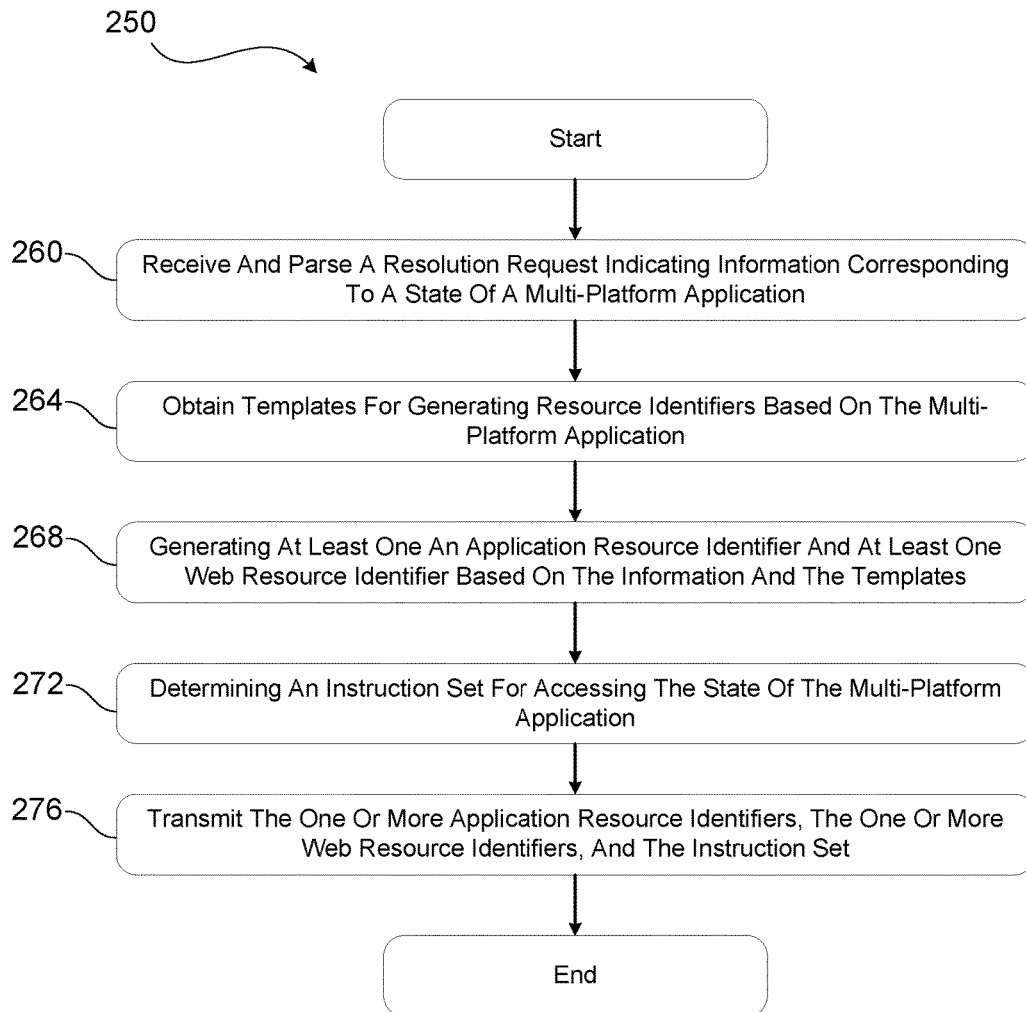 250
Start
260
Receive And Parse A Resolution Request Indicating Information Corresponding
To A State Of A Multi-Platform Application
264
Obtain Templates For Generating Resource Identifiers Based On The Multi-
Platform Application
268
Generating At Least One An Application Resource Identifier And At Least One
Web Resource Identifier Based On The Information And The Templates
272
Determining An Instruction Set For Accessing The State Of The Multi-Platform
Application
276
Transmit The One Or More Application Resource Identifiers, The One Or More
Web Resource Identifiers, And The Instruction Set
End